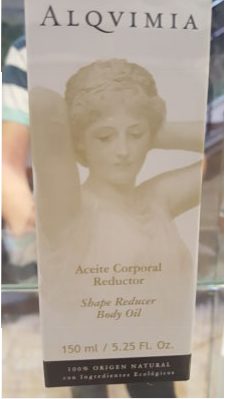 ALQVIMIA
Aceite Corporal
Reductor
Shape Reducer
Body Oil
150 ml / 5.25 FL. Oz.
100% ORIGEN NATURAL
con Ingredientes Ecológicos